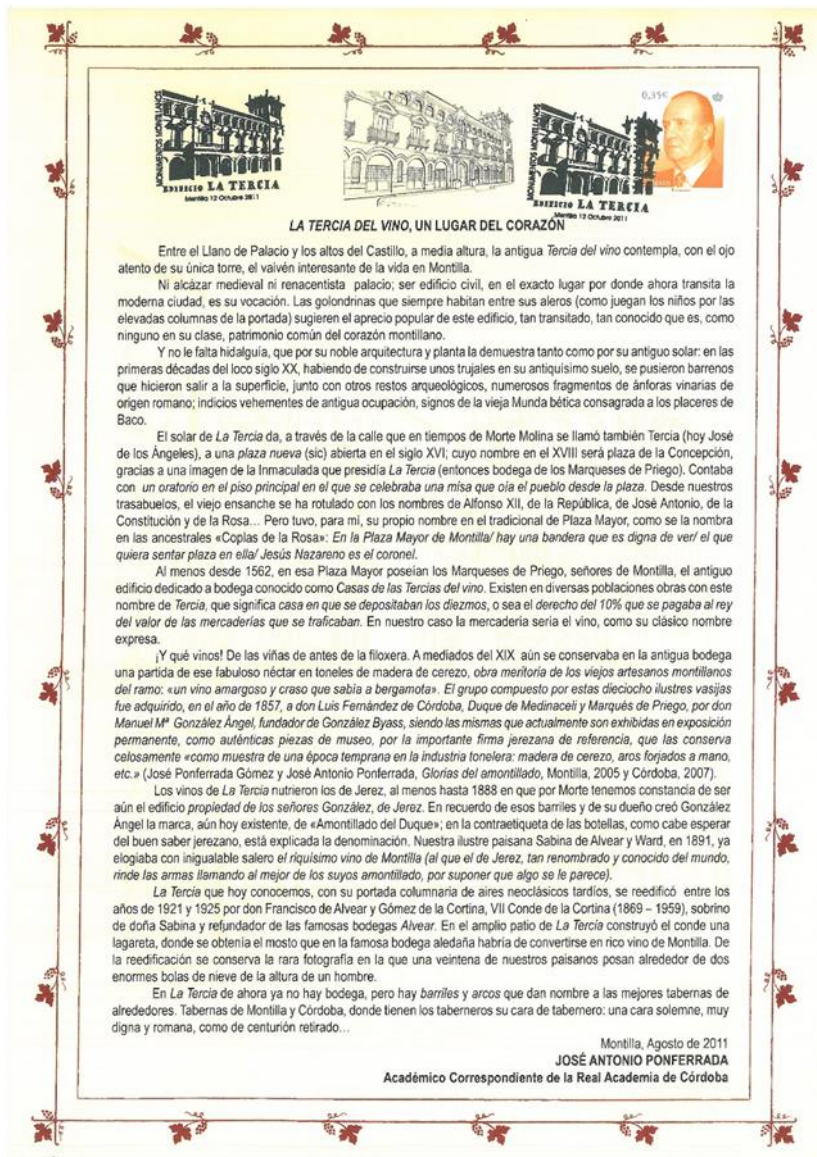 MONUMENTOS MONTILLANOS
EDIFICIO LA TERCIA
Montilla 12 Octubre 2011
0,35€
MONUMENTOS MONTILLANOS
EDIFICIO LA TERCIA
Montilla 12 Octubre 2011
LA TERCIA DEL VINO, UN LUGAR DEL CORAZÓN
Entre el Llano de Palacio y los altos del Castillo, a media altura, la antigua Tercia del vino contempla, con el ojo
atento de su única torre, el vaivén interesante de la vida en Montilla.
Ni alcázar medieval ni renacentista palacio; ser edificio civil, en el exacto lugar por donde ahora transita la
moderna ciudad, es su vocación. Las golondrinas que siempre habitan entre sus aleros (como juegan los niños por las
elevadas columnas de la portada) sugieren el aprecio popular de este edificio, tan transitado, tan conocido que es, como
ninguno en su clase, patrimonio común del corazón montillano.
Y no le falta hidalguía, que por su noble arquitectura y planta la demuestra tanto como por su antiguo solar: en las
primeras décadas del loco siglo XX, habiendo de construirse unos trujales en su antiquísimo suelo, se pusieron barrenos
que hicieron salir a la superficie, junto con otros restos arqueológicos, numerosos fragmentos de ánforas vinarias de
origen romano; indicios vehementes de antigua ocupación, signos de la vieja Munda bética consagrada a los placeres de
Baco.
El solar de La Tercia da, a través de la calle que en tiempos de Morte Molina se llamó también Tercia (hoy José
de los Ángeles), a una plaza nueva (sic) abierta en el siglo XVI; cuyo nombre en el XVIII será plaza de la Concepción,
gracias a una imagen de la Inmaculada que presidía La Tercia (entonces bodega de los Marqueses de Priego). Contaba
con un oratorio en el piso principal en el que se celebraba una misa que oía el pueblo desde la plaza. Desde nuestros
trasabuelos, el viejo ensanche se ha rotulado con los nombres de Alfonso XII, de la República, de José Antonio, de la
Constitución y de la Rosa... Pero tuvo, para mi, su propio nombre en el tradicional de Plaza Mayor, como se la nombra
en las ancestrales «Coplas de la Rosa»: En la Plaza Mayor de Montilla/ hay una bandera que es digna de ver/ el que
quiera sentar plaza en ella/ Jesús Nazareno es el coronel.
Al menos desde 1562, en esa Plaza Mayor poseían los Marqueses de Priego, señores de Montilla, el antiguo
edificio dedicado a bodega conocido como Casas de las Tercias del vino. Existen en diversas poblaciones obras con este
nombre de Tercia, que significa casa en que se depositaban los diezmos, o sea el derecho del 10% que se pagaba al rey
del valor de las mercaderías que se traficaban. En nuestro caso la mercadería sería el vino, como su clásico nombre
expresa.
¡Y qué vinos! De las viñas de antes de la filoxera. A mediados del XIX aún se conservaba en la antigua bodega
una partida de ese fabuloso néctar en toneles de madera de cerezo, obra meritoria de los viejos artesanos montillanos
del ramo: «un vino amargoso y craso que sabía a bergamota». El grupo compuesto por estas dieciocho ilustres vasijas
fue adquirido, en el año de 1857, a don Luis Fernández de Córdoba, Duque de Medinaceli y Marqués de Priego, por don
Manuel Mª González Ángel, fundador de González Byass, siendo las mismas que actualmente son exhibidas en exposición
permanente, como auténticas piezas de museo, por la importante firma jerezana de referencia, que las conserva
celosamente «como muestra de una época temprana en la industria tonelera: madera de cerezo, aros forjados a mano,
etc.» (José Ponferrada Gómez y José Antonio Ponferrada, Glorias del amontillado, Montilla, 2005 y Córdoba, 2007).
Los vinos de La Tercia nutrieron los de Jerez, al menos hasta 1888 en que por Morte tenemos constancia de ser
aún el edificio propiedad de los señores González, de Jerez. En recuerdo de esos barriles y de su dueño creó González
Ángel la marca, aún hoy existente, de «Amontillado del Duque»; en la contraetiqueta de las botellas, como cabe esperar
del buen saber jerezano, está explicada la denominación. Nuestra ilustre paisana Sabina de Alvear y Ward, en 1891, ya
elogiaba con inigualable salero el riquísimo vino de Montilla (al que el de Jerez, tan renombrado y conocido del mundo,
rinde las armas llamando al mejor de los suyos amontillado, por suponer que algo se le parece).
La Tercia que hoy conocemos, con su portada columnaria de aires neoclásicos tardíos, se reedificó entre los
años de 1921 y 1925 por don Francisco de Alvear y Gómez de la Cortina, VII Conde de la Cortina (1869 – 1959), sobrino
de doña Sabina y refundador de las famosas bodegas Alvear. En el amplio patio de La Tercia construyó el conde una
lagareta, donde se obtenía el mosto que en la famosa bodega aledaña habría de convertirse en rico vino de Montilla. De
la reedificación se conserva la rara fotografía en la que una veintena de nuestros paisanos posan alrededor de dos
enormes bolas de nieve de la altura de un hombre.
En La Tercia de ahora ya no hay bodega, pero hay barriles y arcos que dan nombre a las mejores tabernas de
alrededores. Tabernas de Montilla y Córdoba, donde tienen los taberneros su cara de tabernero: una cara solemne, muy
digna y romana, como de centurión retirado...
Montilla, Agosto de 2011
JOSÉ ANTONIO PONFERRADA
Académico Correspondiente de la Real Academia de Córdoba